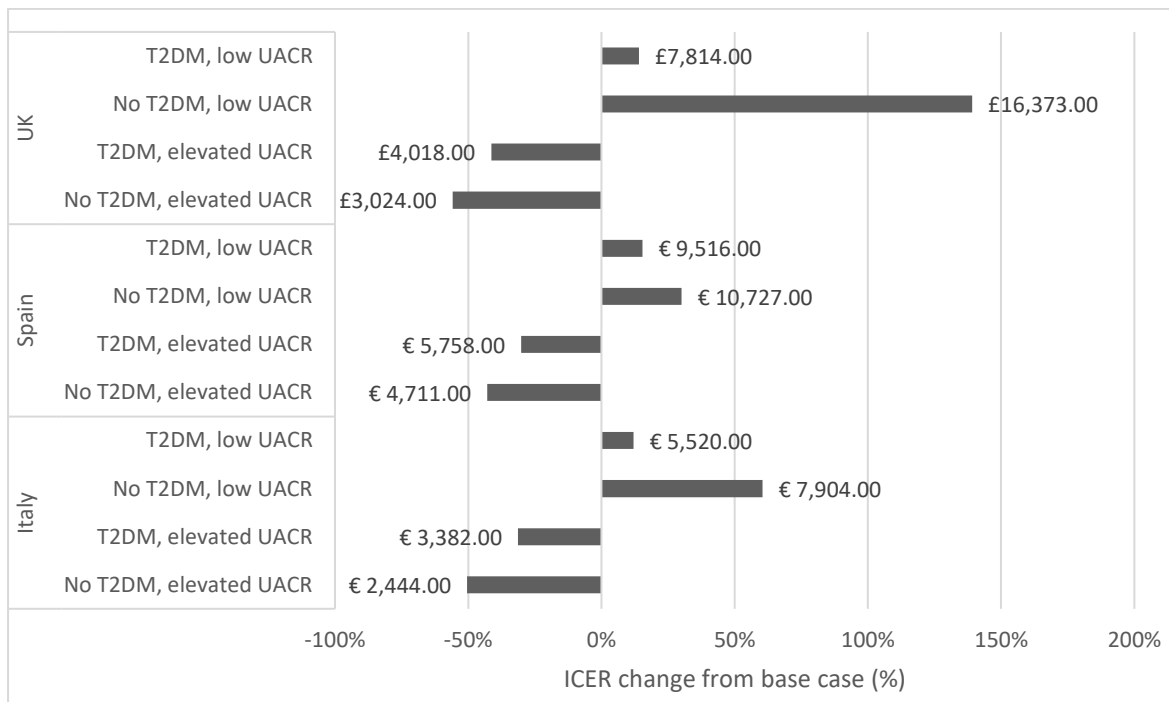 UK
T2DM, low UACR
£7,814.00
No T2DM, low UACR
£16,373.00
T2DM, elevated UACR
£4,018.00
No T2DM, elevated UACR
£3,024.00
Spain
T2DM, low UACR
€ 9,516.00
No T2DM, low UACR
€ 10,727.00
T2DM, elevated UACR
€ 5,758.00
No T2DM, elevated UACR
€ 4,711.00
Italy
T2DM, low UACR
€ 5,520.00
No T2DM, low UACR
€ 7,904.00
T2DM, elevated UACR
€ 3,382.00
No T2DM, elevated UACR
€ 2,444.00
-100% -50% 0% 50% 100% 150% 200%
ICER change from base case (%)